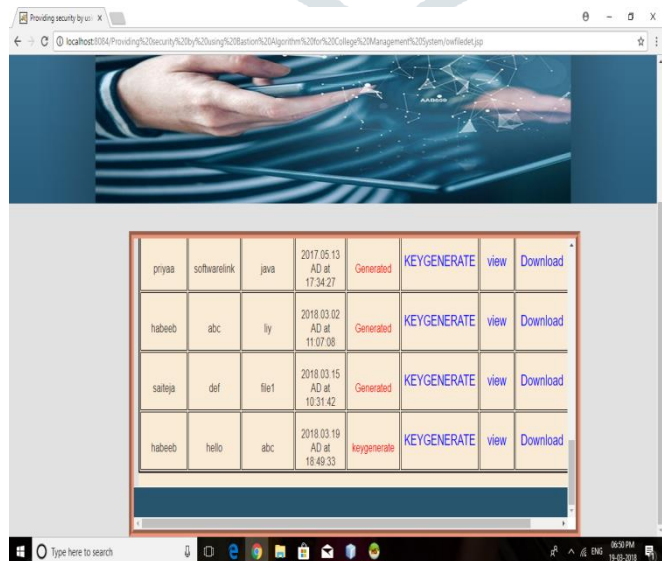 Providing security by usi
localhost:8084/Providing%20security%20by%20using%20Bastion%20Algorithm%20for%20College%20Management%20System/owfiledet.jsp
priyaa softwarelink java 2017.05.13 AD at 17:34:27 Generated KEYGENERATE view Download
habeeb abc liy 2018.03.02 AD at 11:07:08 Generated KEYGENERATE view Download
saiteja def file1 2018.03.15 AD at 10:31:42 Generated KEYGENERATE view Download
habeeb hello abc 2018.03.19 AD at 18:49:33 keygenerate KEYGENERATE view Download
Type here to search
ENG
06:50 PM
19-03-2018